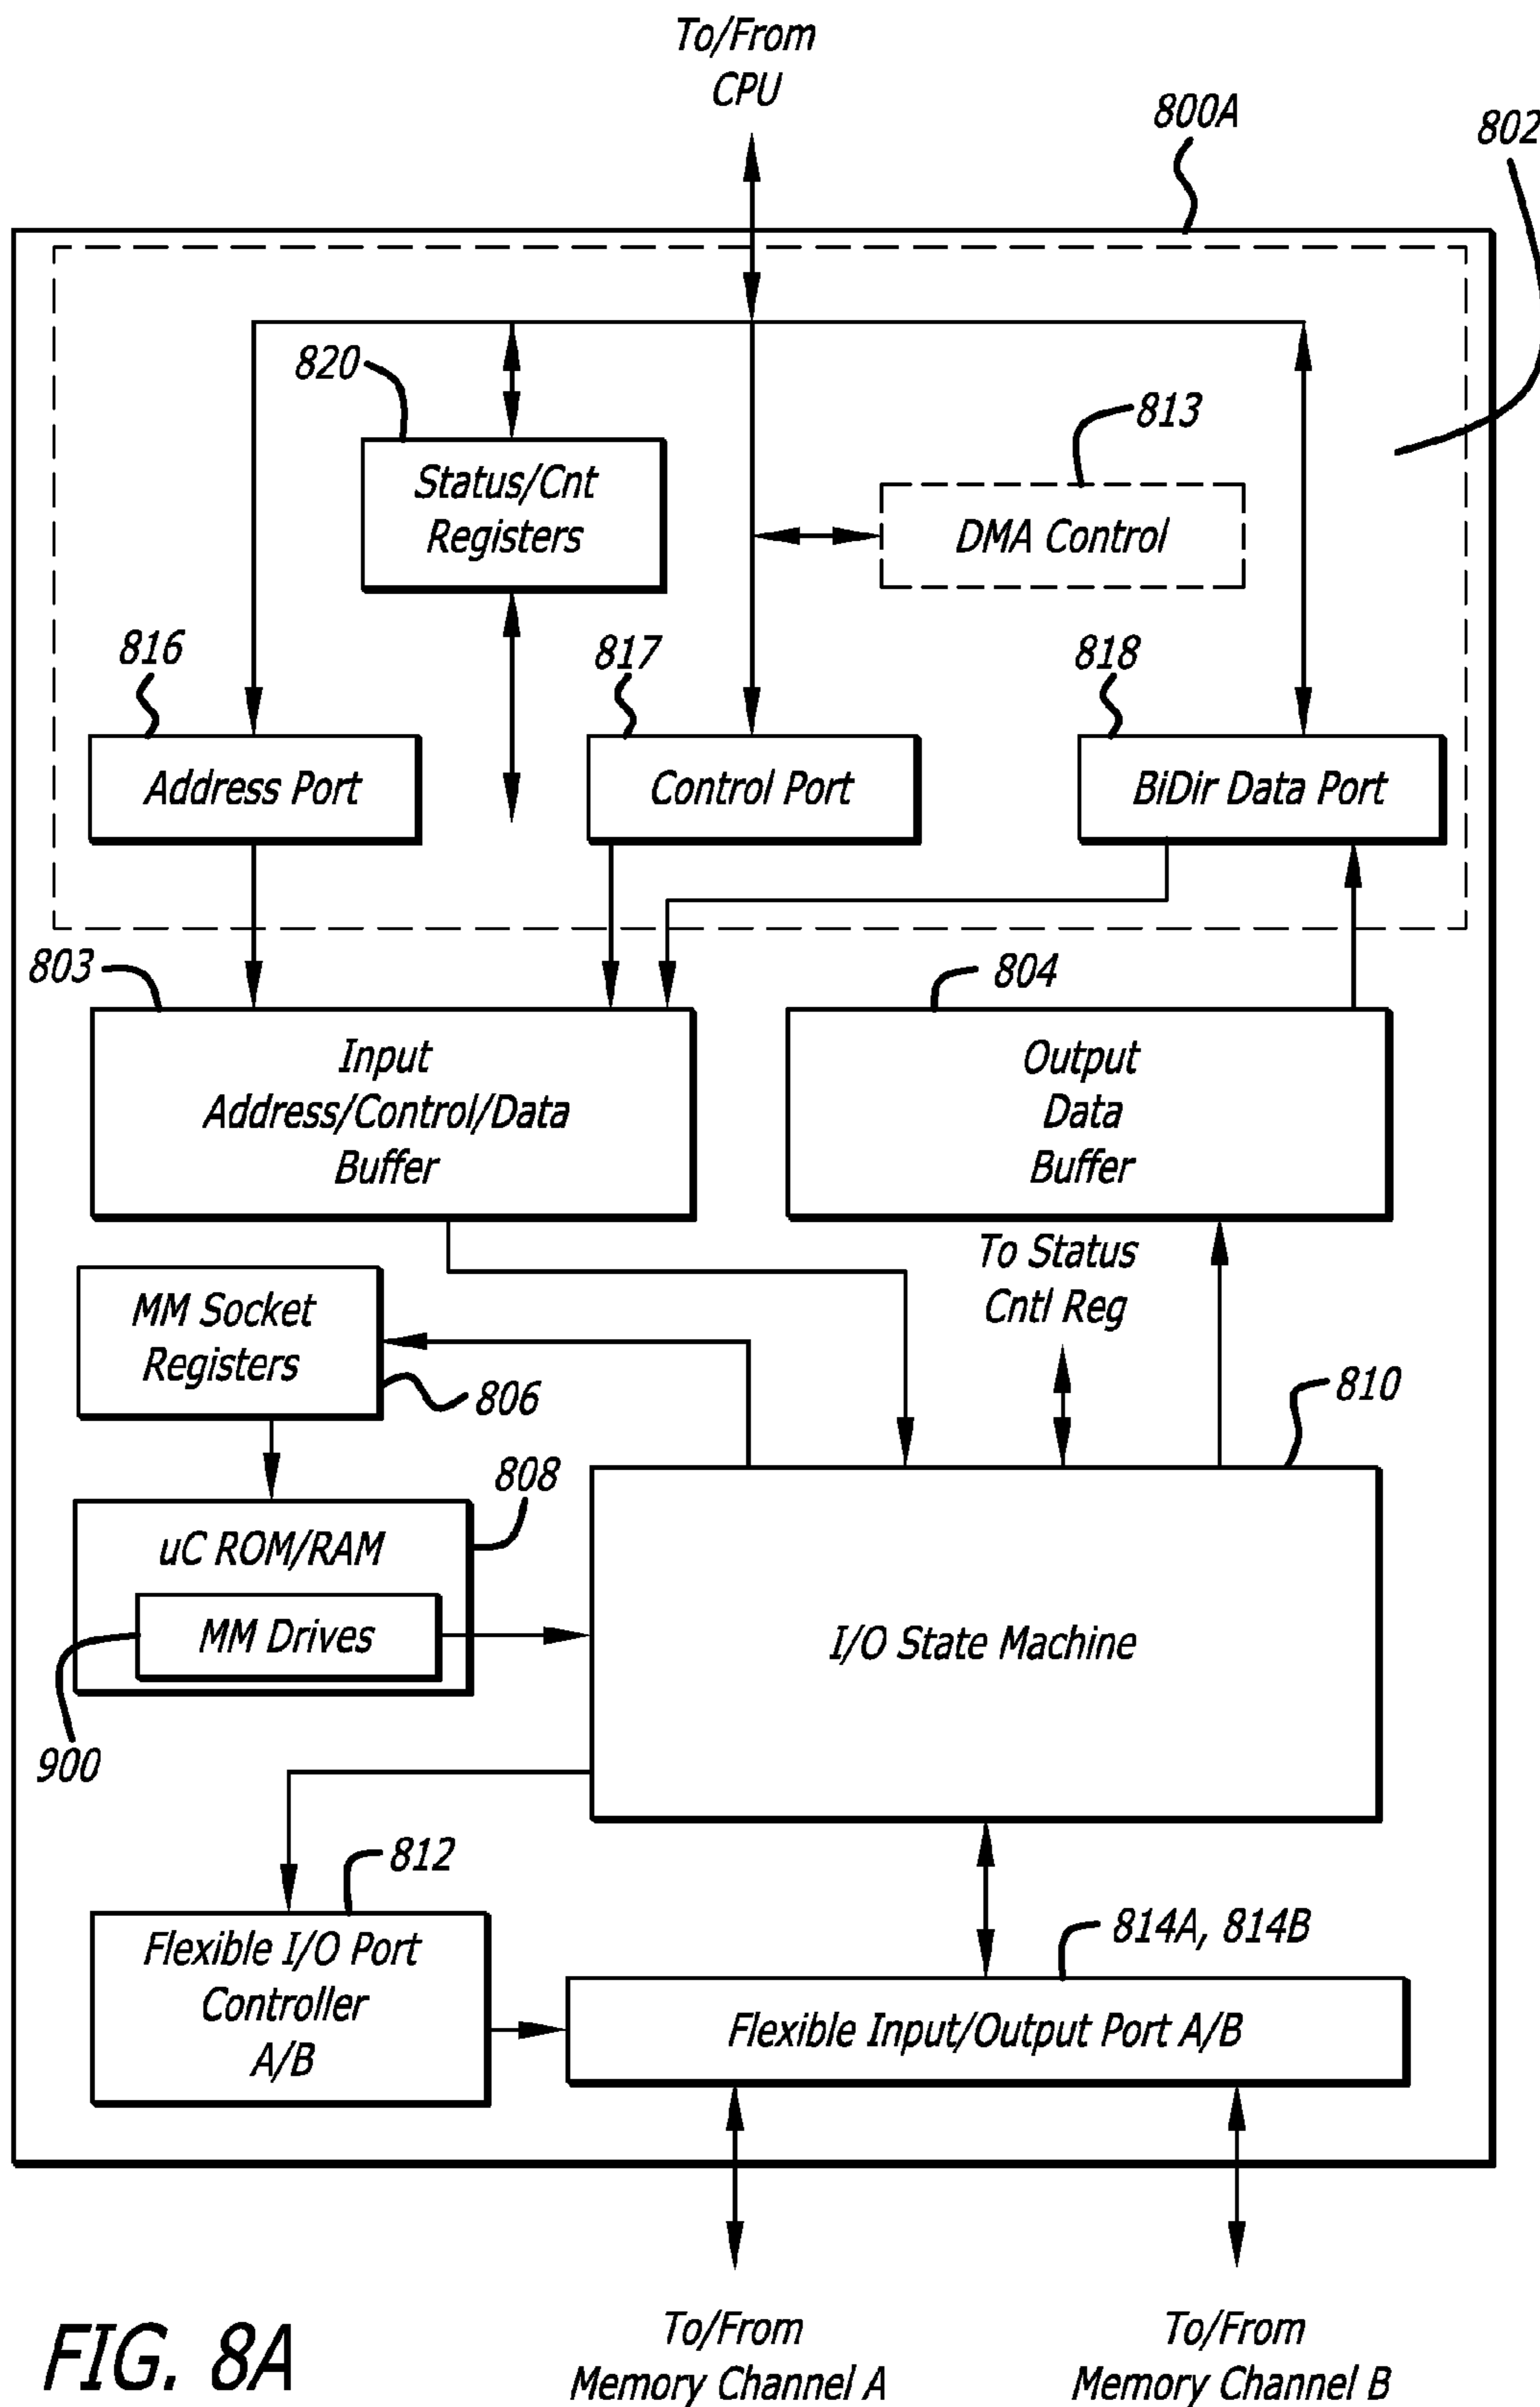 To/From
CPU
800A
802
820
Status/Cnt
Registers
813
DMA Control
816
817
818
Address Port
Control Port
BiDir Data Port
803
804
Input
Address/Control/Data
Buffer
Output
Data
Buffer
To Status
Cntl Reg
MM Socket
Registers
806
810
808
uC ROM/RAM
MM Drives
I/O State Machine
900
812
814A, 814B
Flexible I/O Port
Controller
A/B
Flexible Input/Output Port A/B
To/From
Memory Channel A
To/From
Memory Channel B
FIG. 8A